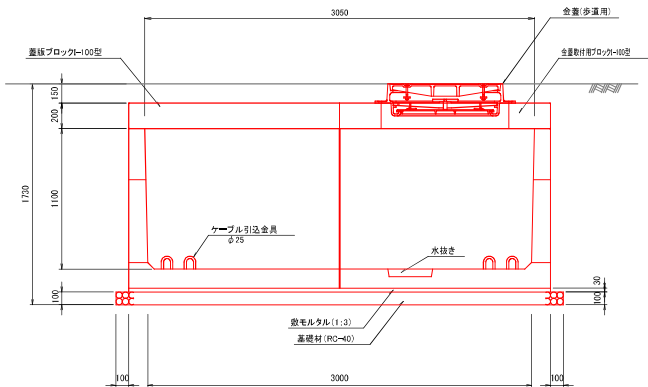 3050
金蓋(歩道用)
蓋版ブロックI-100型
金蓋取付用ブロックI-100型
150
200
1730
1100
ケーブル引込金具
φ25
水抜き
100
30
100
敷モルタル(1:3)
基礎材(RC-40)
100
3000
100